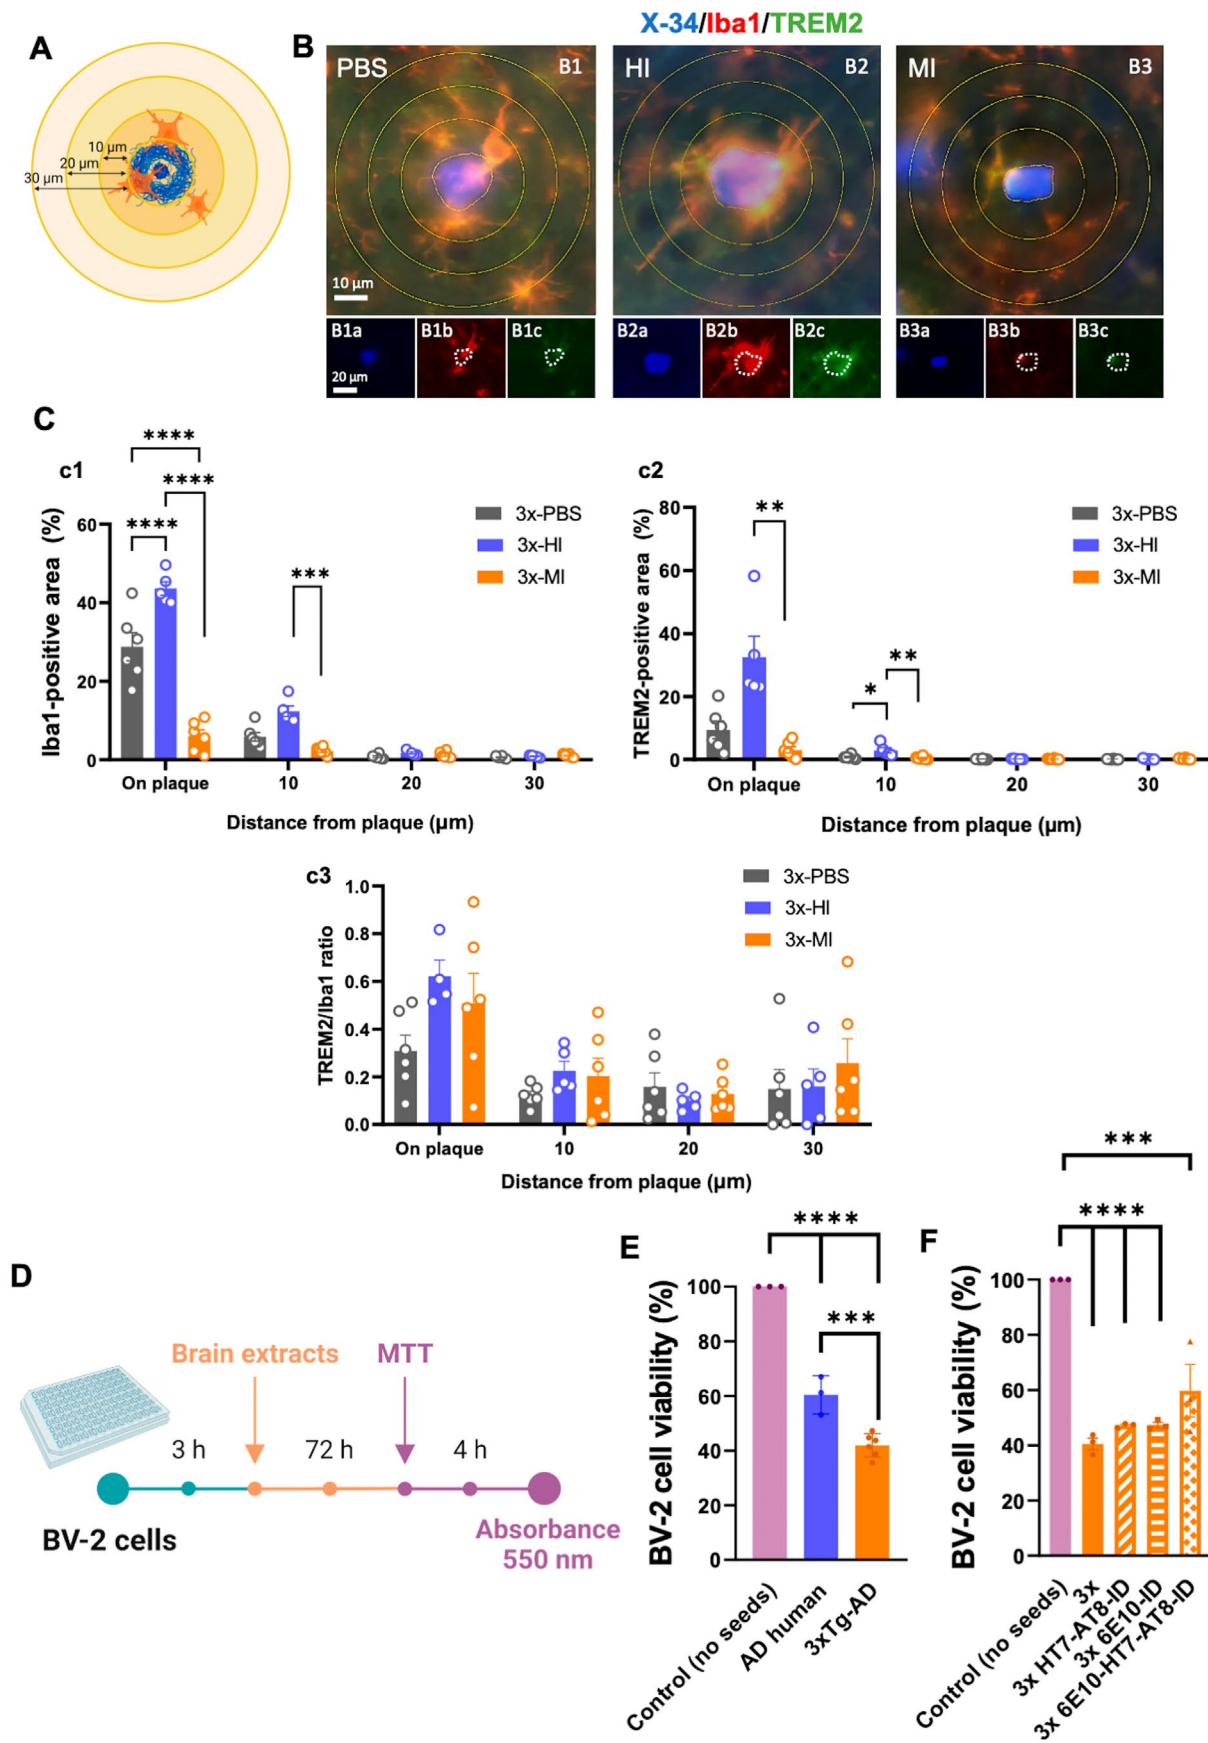 X-34/Iba1/TREM2
A
10 µm
20 µm
30 µm
B
PBS
B1
HI
B2
MI
B3
10 µm
B1a
B1b
B1c
B2a
B2b
B2c
B3a
B3b
B3c
20 µm
C
c1
****
****
****
***
Iba1-positive area (%)
60
40
20
0
On plaque
10
20
30
Distance from plaque (µm)
3x-PBS
3x-HI
3x-MI
c2
**
*
**
TREM2-positive area (%)
80
60
40
20
0
On plaque
10
20
30
Distance from plaque (µm)
3x-PBS
3x-HI
3x-MI
c3
TREM2/Iba1 ratio
1.0
0.8
0.6
0.4
0.2
0.0
On plaque
10
20
30
Distance from plaque (µm)
3x-PBS
3x-HI
3x-MI
D
Brain extracts
MTT
3 h
72 h
4 h
BV-2 cells
Absorbance
550 nm
E
****
***
BV-2 cell viability (%)
100
80
60
40
20
0
Control (no seeds)
AD human
3xTg-AD
F
***
****
BV-2 cell viability (%)
100
80
60
40
20
0
Control (no seeds)
3x
3x HT7-AT8-ID
3x 6E10-ID
3x 6E10-HT7-AT8-ID